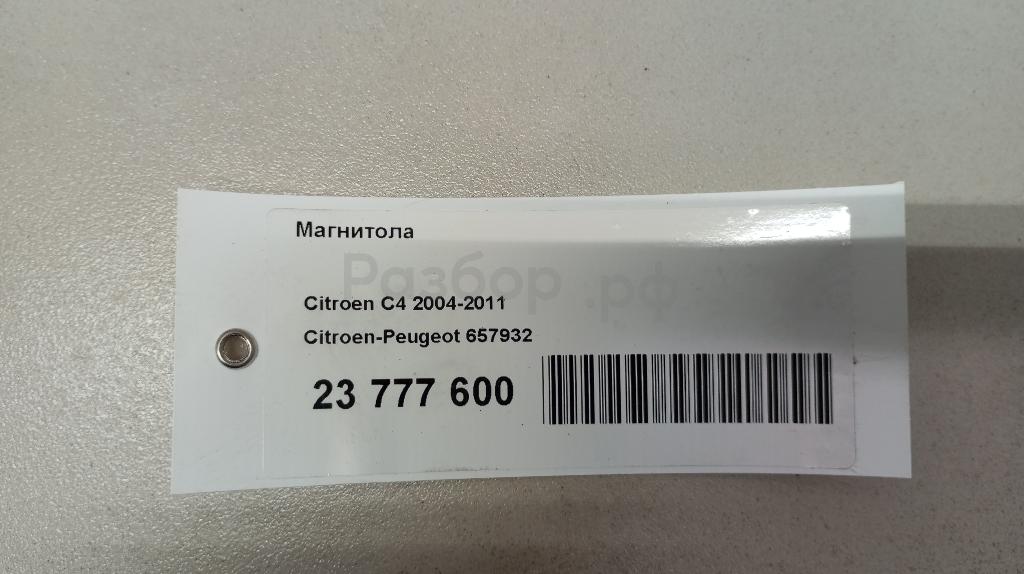 Магнитола
Разбор.рф
Citroen C4 2004-2011
Citroen-Peugeot 657932
23 777 600